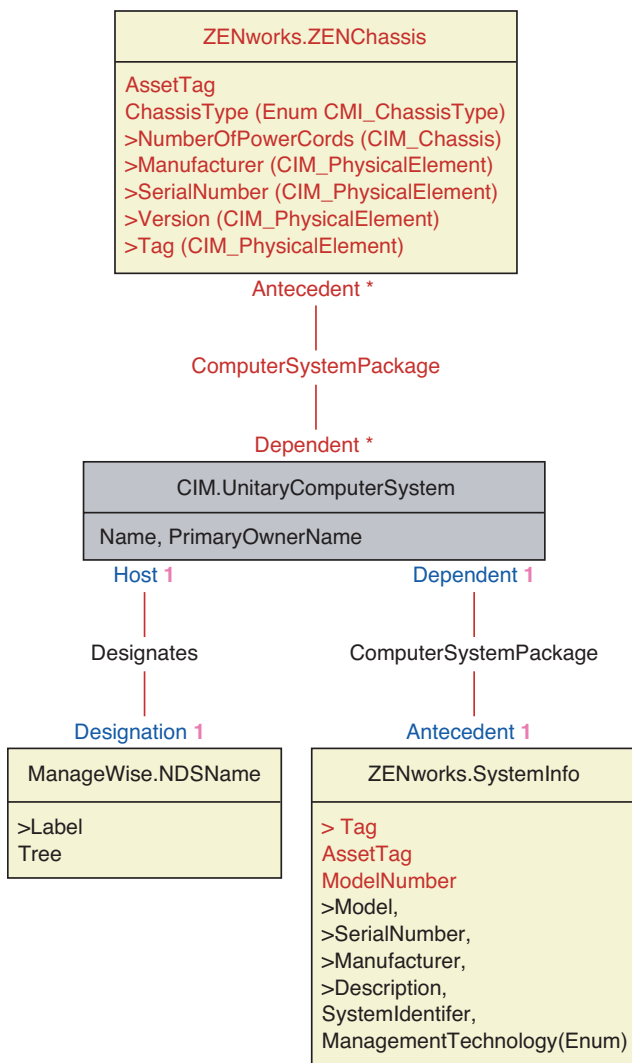 ZENworks.ZENChassis
AssetTag
ChassisType (Enum CMI_ChassisType)
>NumberOfPowerCords (CIM_Chassis)
>Manufacturer (CIM_PhysicalElement)
>SerialNumber (CIM_PhysicalElement)
>Version (CIM_PhysicalElement)
>Tag (CIM_PhysicalElement)
Antecedent *
ComputerSystemPackage
Dependent *
CIM.UnitaryComputerSystem
Name, PrimaryOwnerName
Host 1
Dependent 1
Designates
ComputerSystemPackage
Designation 1
Antecedent 1
ManageWise.NDSName
>Label
Tree
ZENworks.SystemInfo
> Tag
AssetTag
ModelNumber
>Model,
>SerialNumber,
>Manufacturer,
>Description,
SystemIdentifer,
ManagementTechnology(Enum)